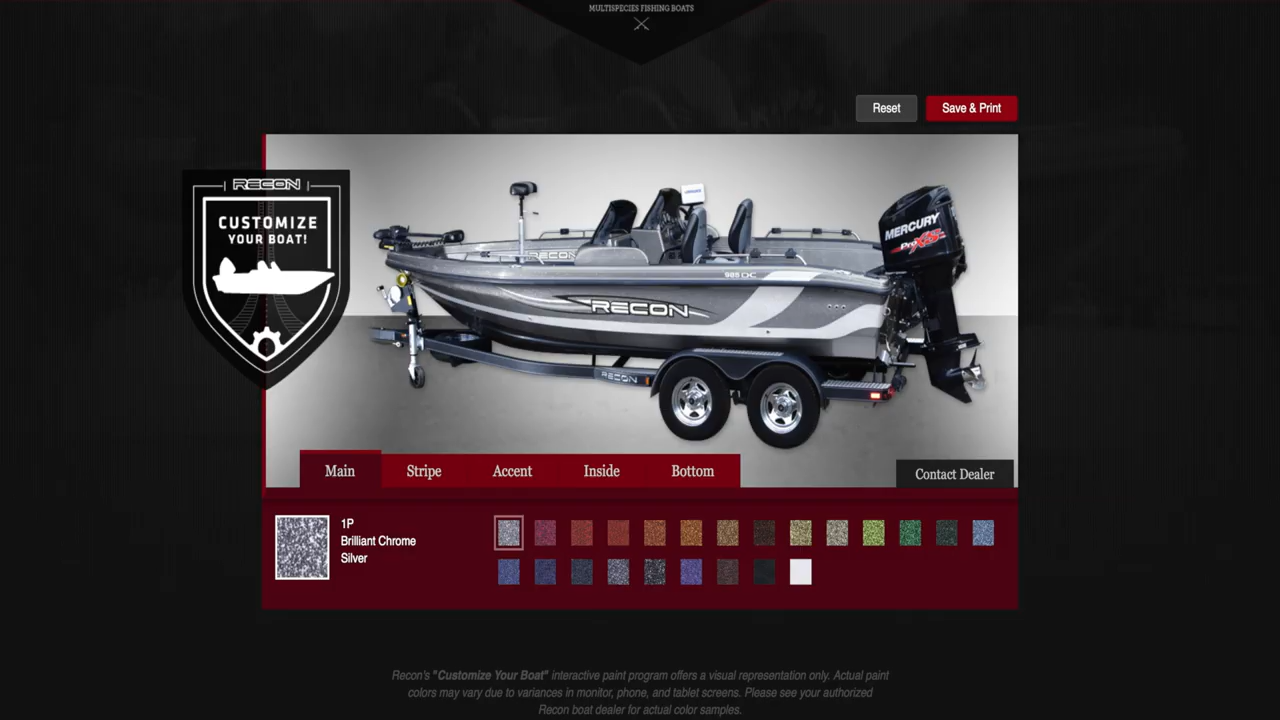 MULTISPECIES FISHING BOATS
Reset
Save & Print
RECON
CUSTOMIZE
YOUR BOAT!
MERCURY
Pro XS
RECON
985 DC
RECON
RECON
Main
Stripe
Accent
Inside
Bottom
Contact Dealer
1P
Brilliant Chrome
Silver
Recon's "Customize Your Boat" interactive paint program offers a visual representation only. Actual paint
colors may vary due to variances in monitor, phone, and tablet screens. Please see your authorized
Recon boat dealer for actual color samples.